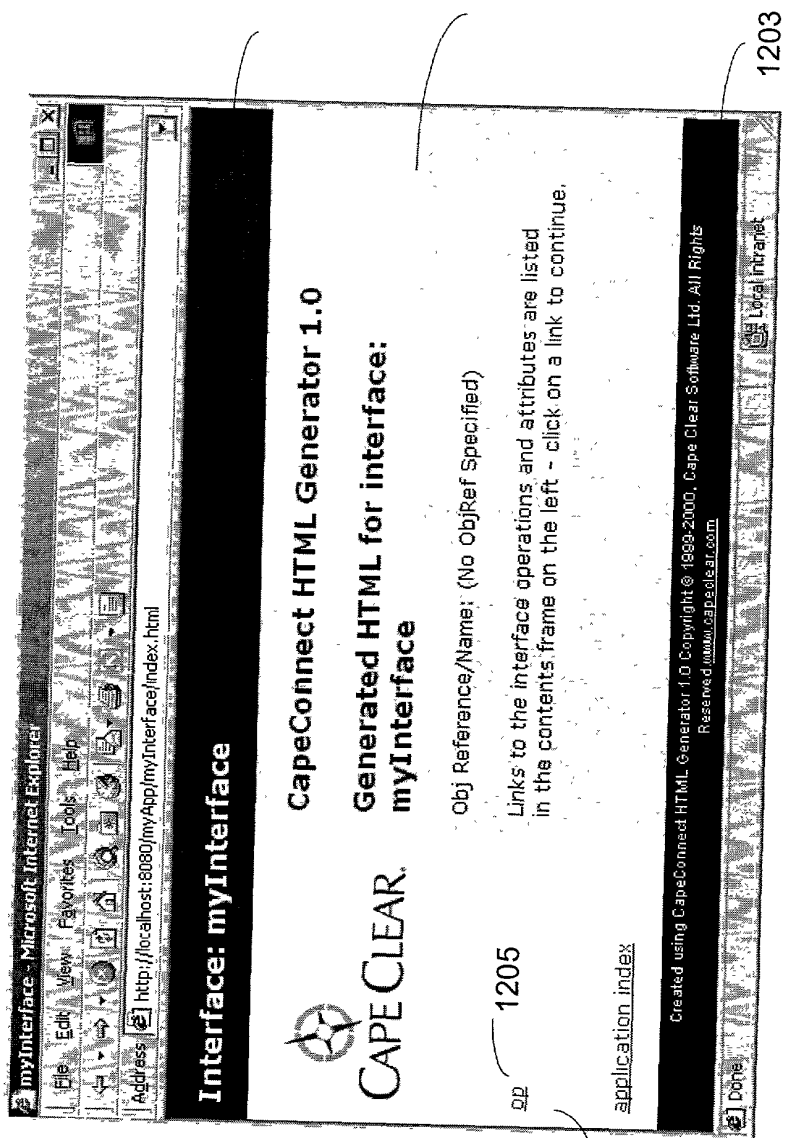 myInterface - Microsoft Internet Explorer
File Edit View Favorites Tools Help
Address http://localhost:8080/myApp/myInterface/index.html
Interface: myInterface
CAPE CLEAR.
CapeConnect HTML Generator 1.0
Generated HTML for interface:
myInterface
Obj Reference/Name: (No ObjRef Specified)
Links to the interface operations and attributes are listed
in the contents frame on the left - click on a link to continue.
op
1205
application index
Created using CapeConnect HTML Generator 1.0 Copyright © 1999-2000, Cape Clear Software Ltd. All Rights
Reserved www.capeclear.com
Done
Local intranet
1203